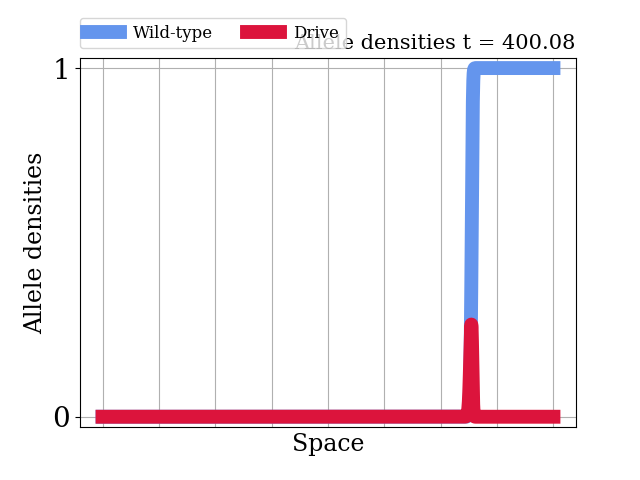 Wild-type Drive
Allele densities t = 400.08
1
Allele densities
0
Space